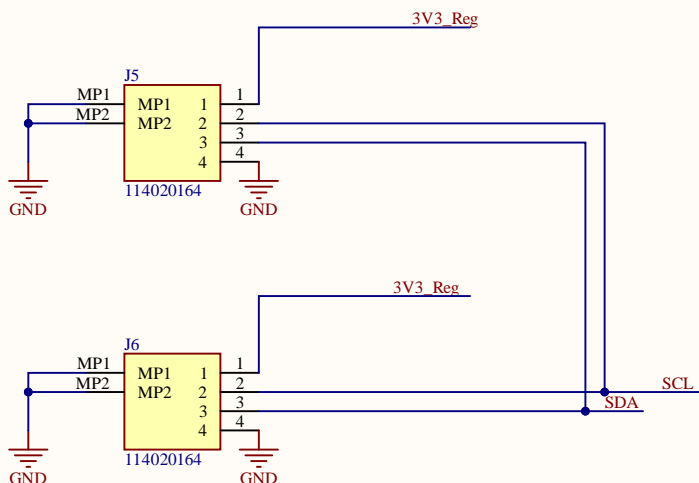 3V3_Reg
J5
MP1 MP1 1 1
MP2 MP2 2 2
3 3
4 4
114020164
GND GND
3V3_Reg
J6
MP1 MP1 1 1
MP2 MP2 2 2 SCL
3 3 SDA
4 4
114020164
GND GND